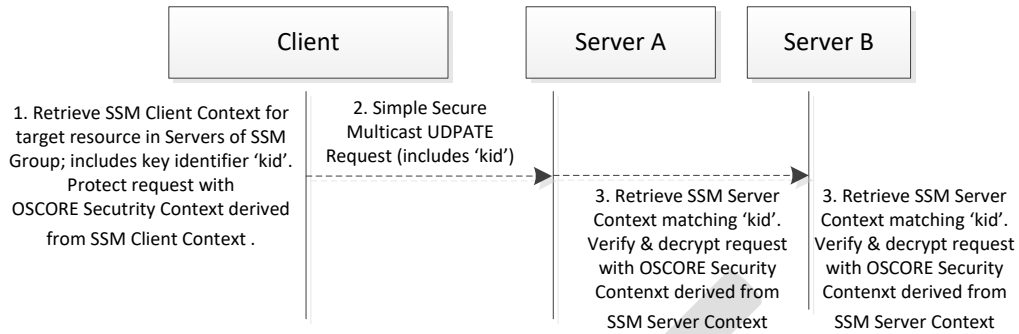 Client
Server A
Server B
1. Retrieve SSM Client Context for
target resource in Servers of SSM
Group; includes key identifier ‘kid’.
Protect request with
OSCORE Secutrity Context derived
from SSM Client Context .
2. Simple Secure
Multicast UDPATE
Request (includes ‘kid’)
3. Retrieve SSM Server
Context matching ‘kid’.
Verify & decrypt request
with OSCORE Security
Contenxt derived from
SSM Server Context
3. Retrieve SSM Server
Context matching ‘kid’.
Verify & decrypt request
with OSCORE Security
Contenxt derived from
SSM Server Context